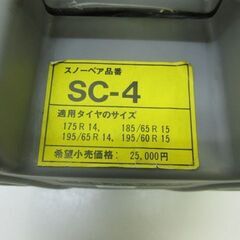 スノーベア品番
SC-4
適用タイヤのサイズ
175R14, 185/65R15
195/65R14, 195/60R15
希望小売価格: 25,000円